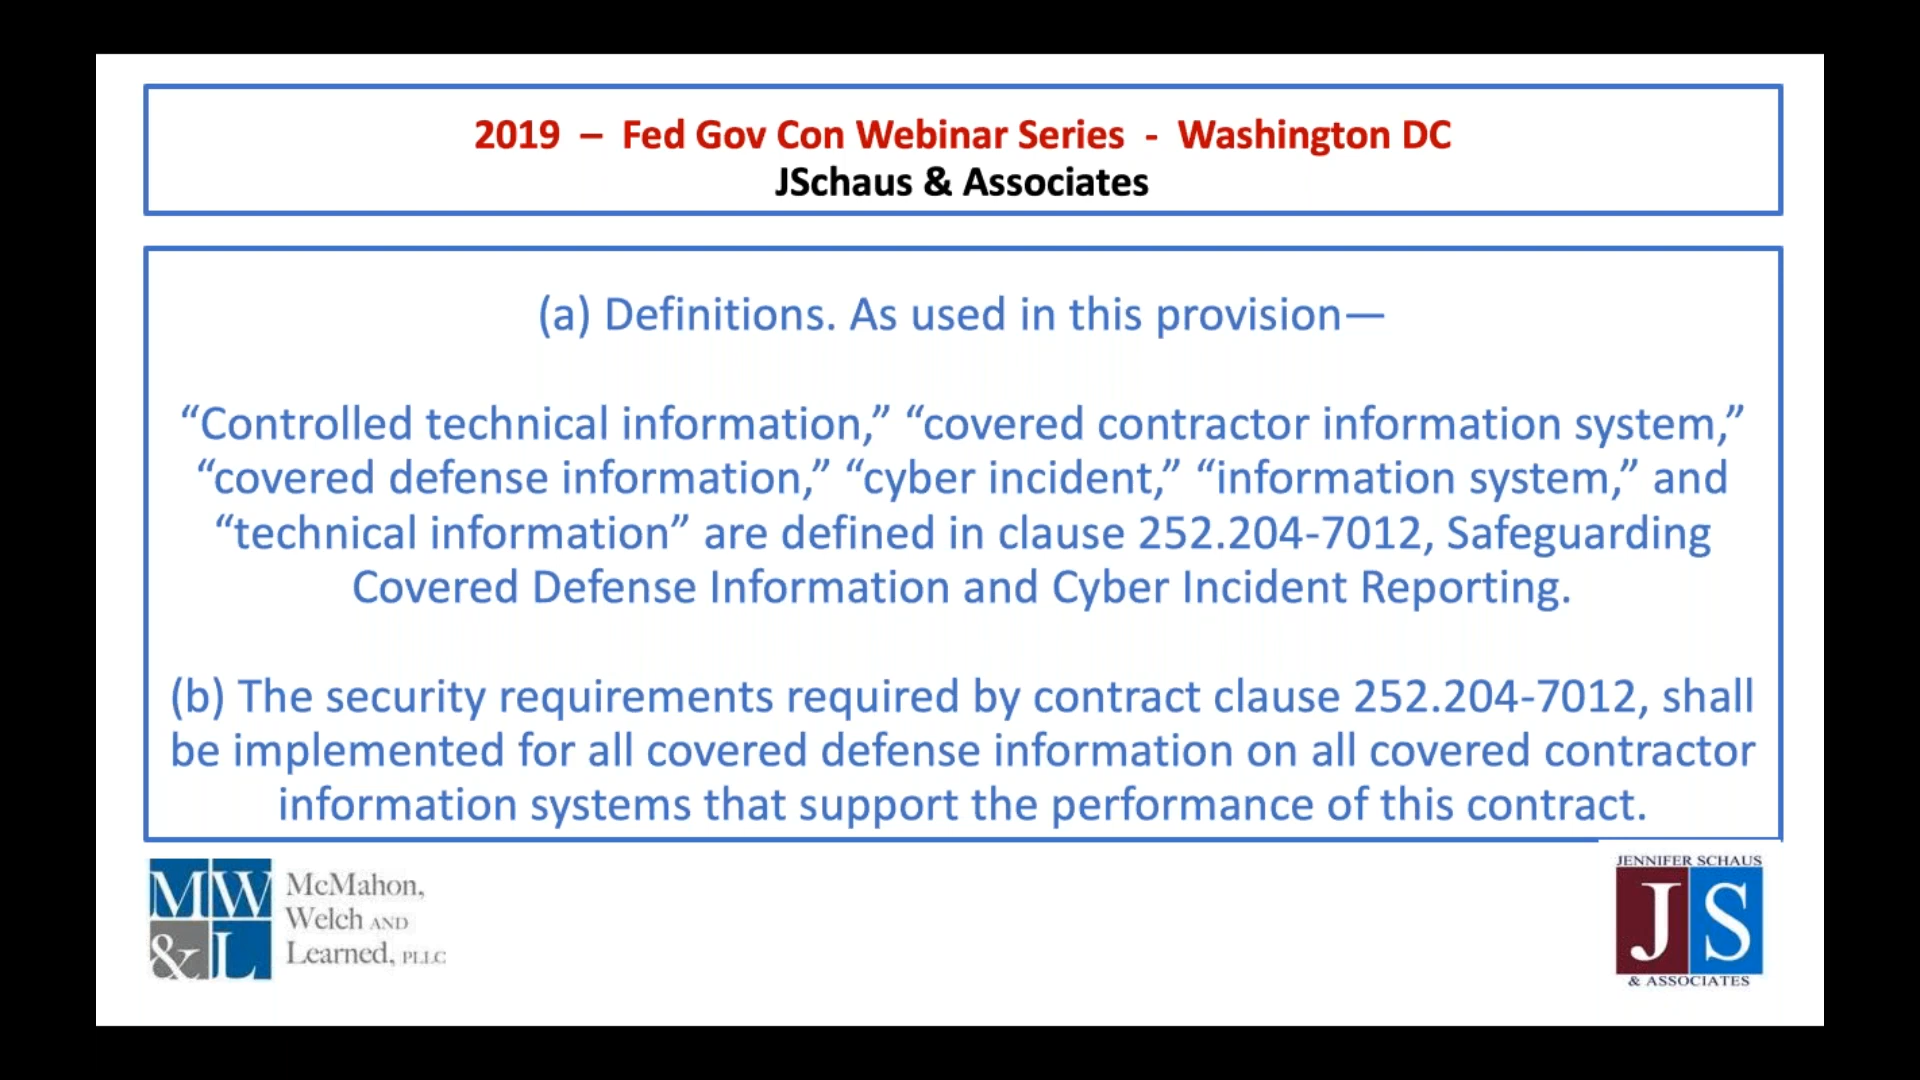 2019 – Fed Gov Con Webinar Series - Washington DC
JSchaus & Associates
(a) Definitions. As used in this provision—
“Controlled technical information,” “covered contractor information system,”
“covered defense information,” “cyber incident,” “information system,” and
“technical information” are defined in clause 252.204-7012, Safeguarding
Covered Defense Information and Cyber Incident Reporting.
(b) The security requirements required by contract clause 252.204-7012, shall
be implemented for all covered defense information on all covered contractor
information systems that support the performance of this contract.
MW
&L
McMahon,
Welch AND
Learned, PLLC
JENNIFER SCHAUS
JS
& ASSOCIATES